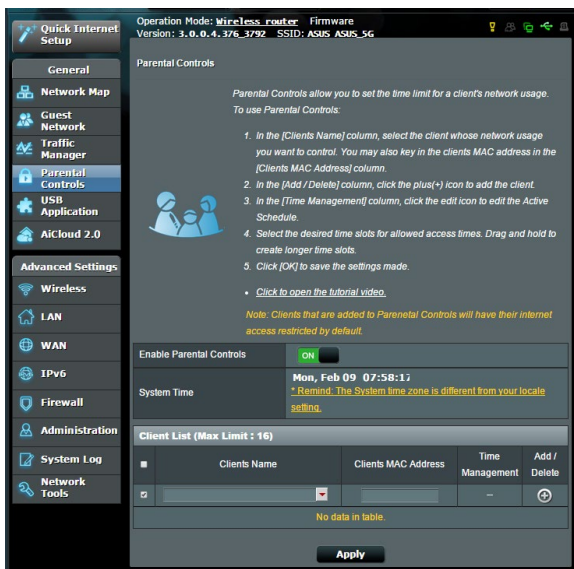 Quick Internet
Setup
General
Network Map
Guest
Network
Traffic
Manager
Parental
Controls
USB
Application
AiCloud 2.0
Advanced Settings
Wireless
LAN
WAN
IPv6
Firewall
Administration
System Log
Network
Tools
Operation Mode: Wireless router Firmware
Version: 3.0.0.4.376_3792 SSID: ASUS ASUS_5G
Parental Controls
Parental Controls allow you to set the time limit for a client's network usage.
To use Parental Controls:
1. In the [Clients Name] column, select the client whose network usage
you want to control. You may also key in the clients MAC address in the
[Clients MAC Address] column.
2. In the [Add / Delete] column, click the plus(+) icon to add the client.
3. In the [Time Management] column, click the edit icon to edit the Active
Schedule.
4. Select the desired time slots for allowed access times. Drag and hold to
create longer time slots.
5. Click [OK] to save the settings made.
• Click to open the tutorial video.
Note: Clients that are added to Parenetal Controls will have their internet
access restricted by default.
Enable Parental Controls ON
System Time Mon, Feb 09 07:58:17
* Remind: The System time zone is different from your locale
setting.
Client List (Max Limit : 16)
Clients Name Clients MAC Address Time
Management Add /
Delete
--
No data in table.
Apply